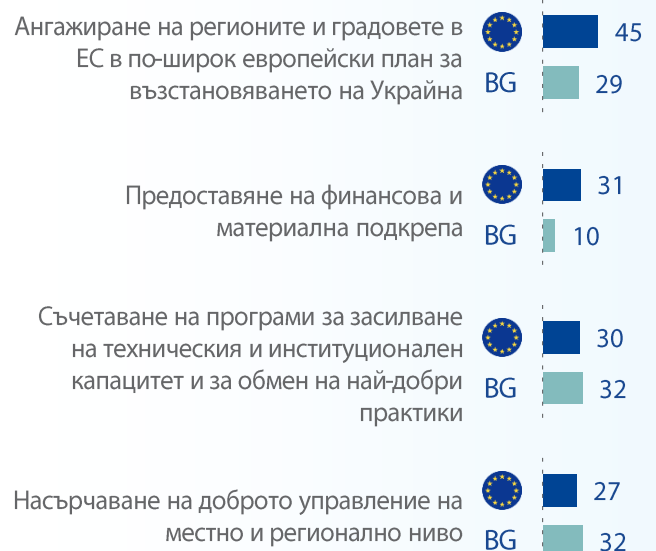 Ангажиране на регионите и градовете в
ЕС в по-широк европейски план за
възстановяването на Украйна
45
BG 29
Предоставяне на финансова и
материална подкрепа
31
BG 10
Съчетаване на програми за засилване
на техническия и институционален
капацитет и за обмен на най-добри
практики
30
BG 32
Насърчаване на доброто управление на
местно и регионално ниво
27
BG 32